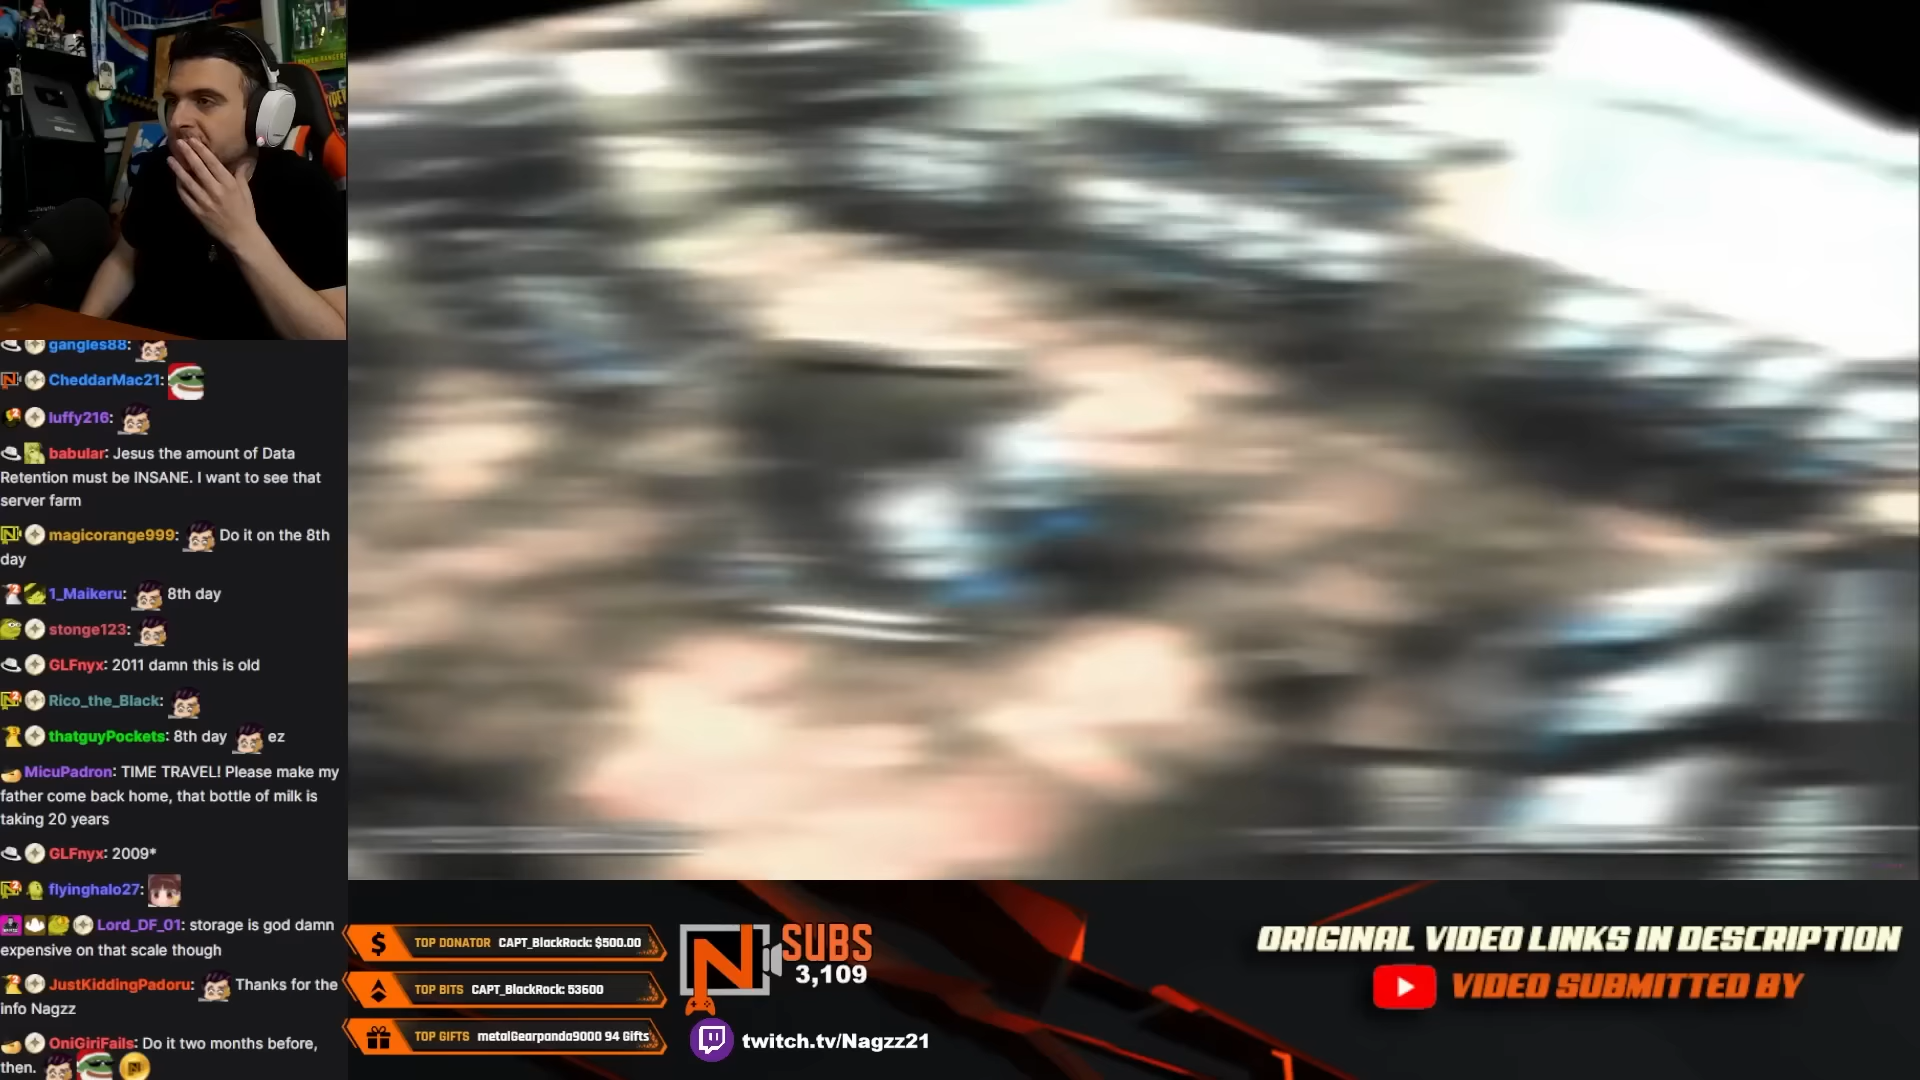 POWER RANGERS
gangles88:
CheddarMac21:
luffy216:
babular: Jesus the amount of Data
Retention must be INSANE. I want to see that
server farm
magicorange999: Do it on the 8th
day
1_Maikeru: 8th day
stonge123:
GLFnyx: 2011 damn this is old
Rico_the_Black:
thatguyPockets: 8th day ez
MicuPadron: TIME TRAVEL! Please make my
father come back home, that bottle of milk is
taking 20 years
GLFnyx: 2009*
flyinghalo27:
Lord_DF_01: storage is god damn
expensive on that scale though
JustKiddingPadoru: Thanks for the
info Nagzz
OniGiriFails: Do it two months before,
then.
TOP DONATOR CAPT_BlackRock: $500.00
TOP BITS CAPT_BlackRock: 53600
TOP GIFTS metalGearpanda9000 94 Gifts
N SUBS
3,109
twitch.tv/Nagzz21
ORIGINAL VIDEO LINKS IN DESCRIPTION
VIDEO SUBMITTED BY